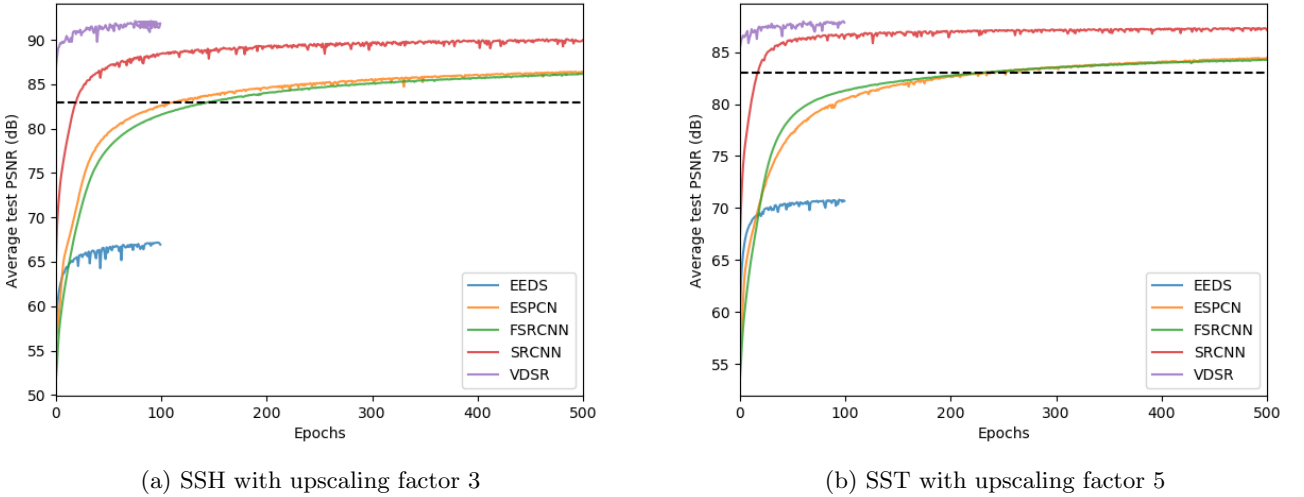 90
85
80
75
70
65
60
55
50
Average test PSNR (dB)
0
100
200
300
400
500
Epochs
EEDS
ESPCN
FSRCNN
SRCNN
VDSR
(a) SSH with upscaling factor 3
85
80
75
70
65
60
55
Average test PSNR (dB)
0
100
200
300
400
500
Epochs
EEDS
ESPCN
FSRCNN
SRCNN
VDSR
(b) SST with upscaling factor 5